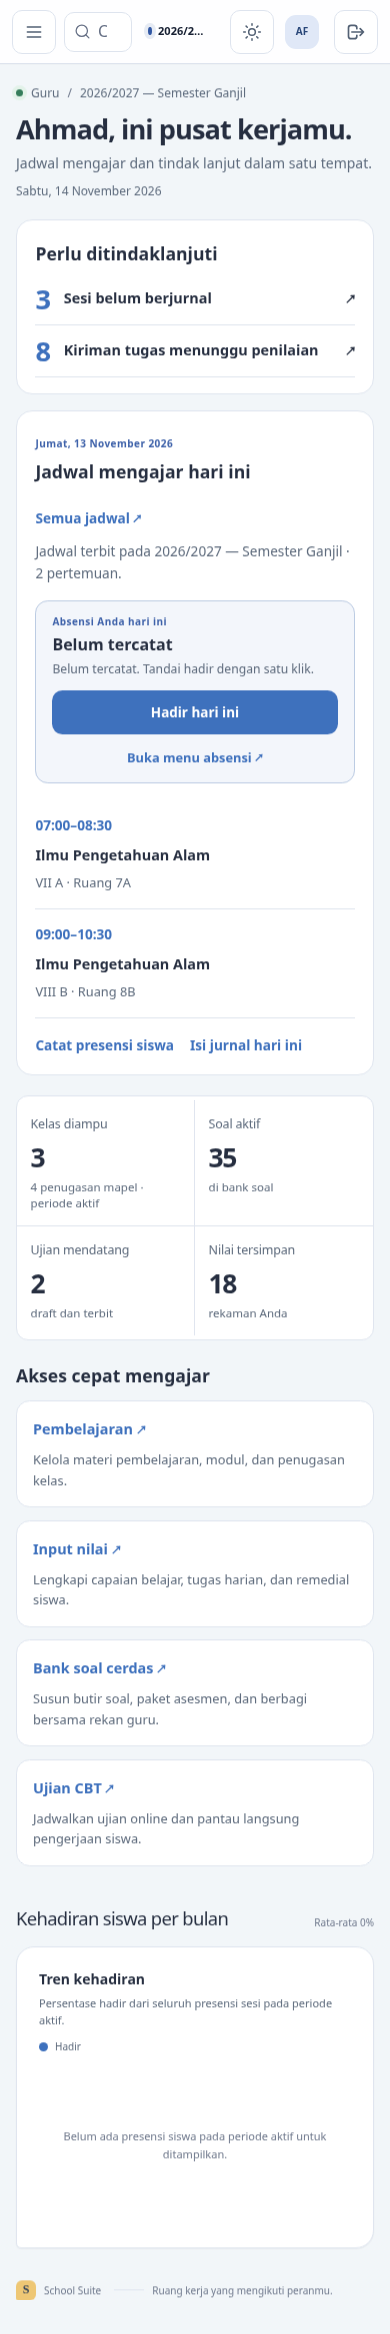 C
2026/2...
AF
Guru / 2026/2027 — Semester Ganjil
Ahmad, ini pusat kerjamu.
Jadwal mengajar dan tindak lanjut dalam satu tempat.
Sabtu, 14 November 2026
Perlu ditindaklanjuti
3 Sesi belum berjurnal ↗
8 Kiriman tugas menunggu penilaian ↗
Jumat, 13 November 2026
Jadwal mengajar hari ini
Semua jadwal ↗
Jadwal terbit pada 2026/2027 — Semester Ganjil ·
2 pertemuan.
Absensi Anda hari ini
Belum tercatat
Belum tercatat. Tandai hadir dengan satu klik.
Hadir hari ini
Buka menu absensi ↗
07:00–08:30
Ilmu Pengetahuan Alam
VII A · Ruang 7A
09:00–10:30
Ilmu Pengetahuan Alam
VIII B · Ruang 8B
Catat presensi siswa Isi jurnal hari ini
Kelas diampu
3
4 penugasan mapel ·
periode aktif
Soal aktif
35
di bank soal
Ujian mendatang
2
draft dan terbit
Nilai tersimpan
18
rekaman Anda
Akses cepat mengajar
Pembelajaran ↗
Kelola materi pembelajaran, modul, dan penugasan
kelas.
Input nilai ↗
Lengkapi capaian belajar, tugas harian, dan remedial
siswa.
Bank soal cerdas ↗
Susun butir soal, paket asesmen, dan berbagi
bersama rekan guru.
Ujian CBT ↗
Jadwalkan ujian online dan pantau langsung
pengerjaan siswa.
Kehadiran siswa per bulan
Rata-rata 0%
Tren kehadiran
Persentase hadir dari seluruh presensi sesi pada periode
aktif.
Hadir
Belum ada presensi siswa pada periode aktif untuk
ditampilkan.
S School Suite
Ruang kerja yang mengikuti peranmu.